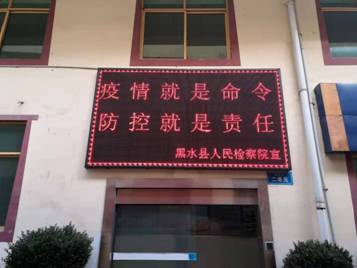 疫情就是命令
防控就是责任
黑水县人民检察院宣